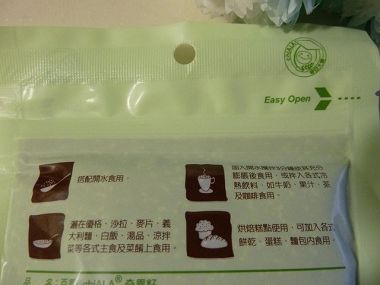 Easy Open
搭配開水食用。
膨脹後食用，或拌入各式冷
熱飲料，如牛奶、果汁、茶
及咖啡食用。
灑在優格、沙拉、麥片、義
大利麵、白飯、湯品、涼拌
菜等各式主食及菜餚上食用。
烘焙糕點使用，可加入各式
餅乾、蛋糕、麵包內食用。
品 名：